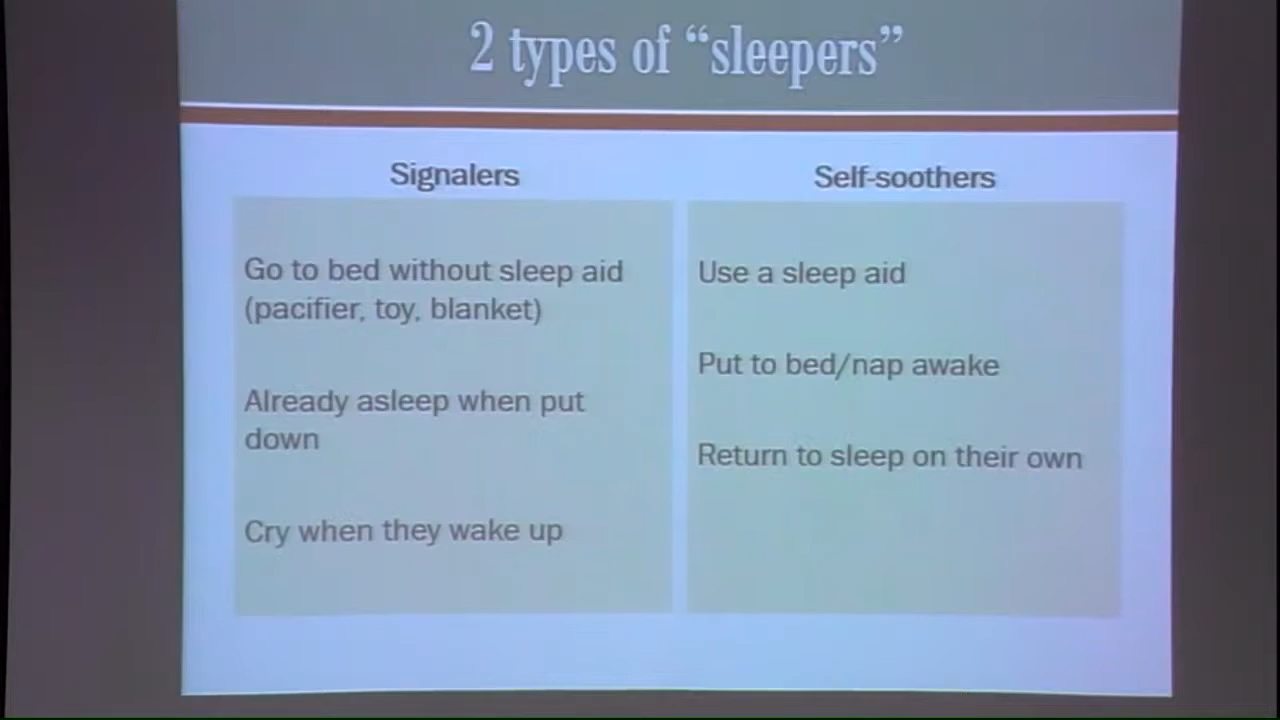 2 types of “sleepers”
Signalers
Go to bed without sleep aid
(pacifier, toy, blanket)
Already asleep when put
down
Cry when they wake up
Self-soothers
Use a sleep aid
Put to bed/nap awake
Return to sleep on their own